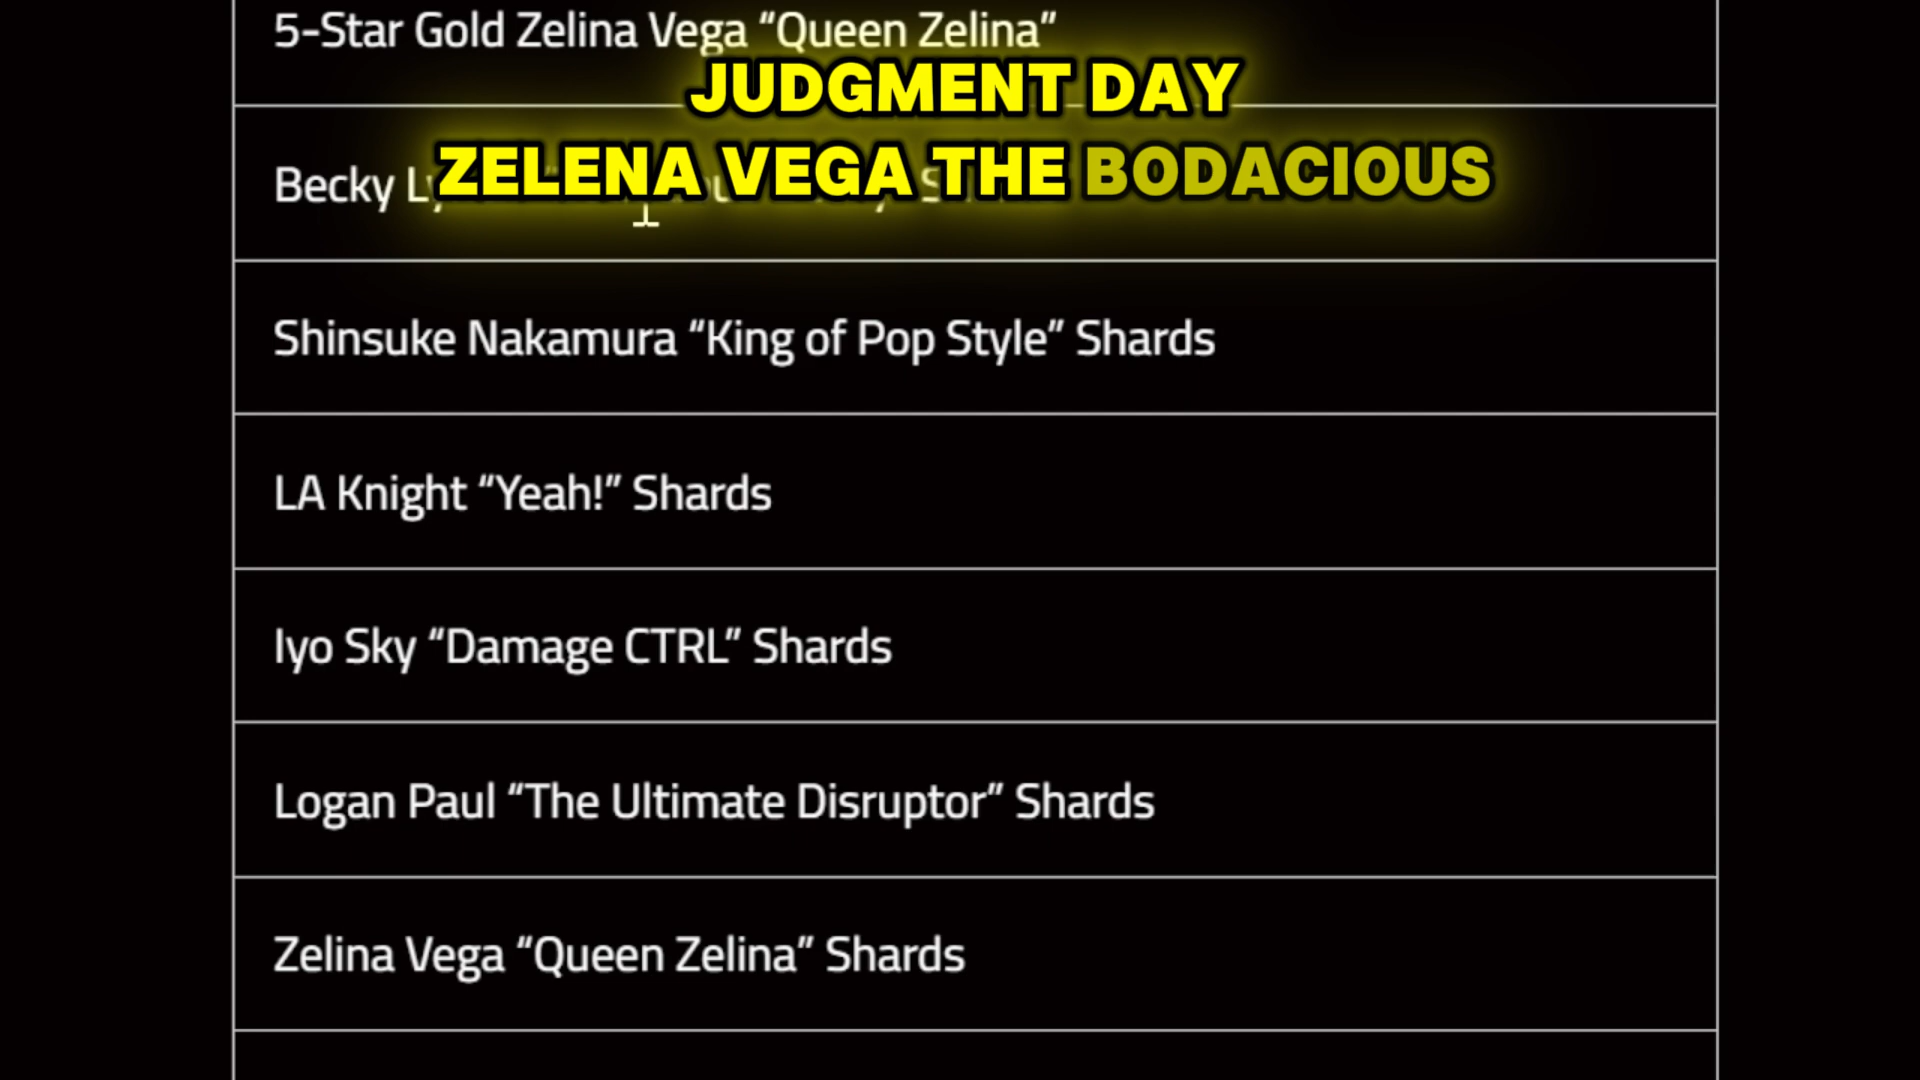 5-Star Gold Zelina Vega “Queen Zelina”
JUDGMENT DAY
ZELENA VEGA THE BODACIOUS
Becky
Shinsuke Nakamura “King of Pop Style” Shards
LA Knight “Yeah!” Shards
Iyo Sky “Damage CTRL” Shards
Logan Paul “The Ultimate Disruptor” Shards
Zelina Vega “Queen Zelina” Shards